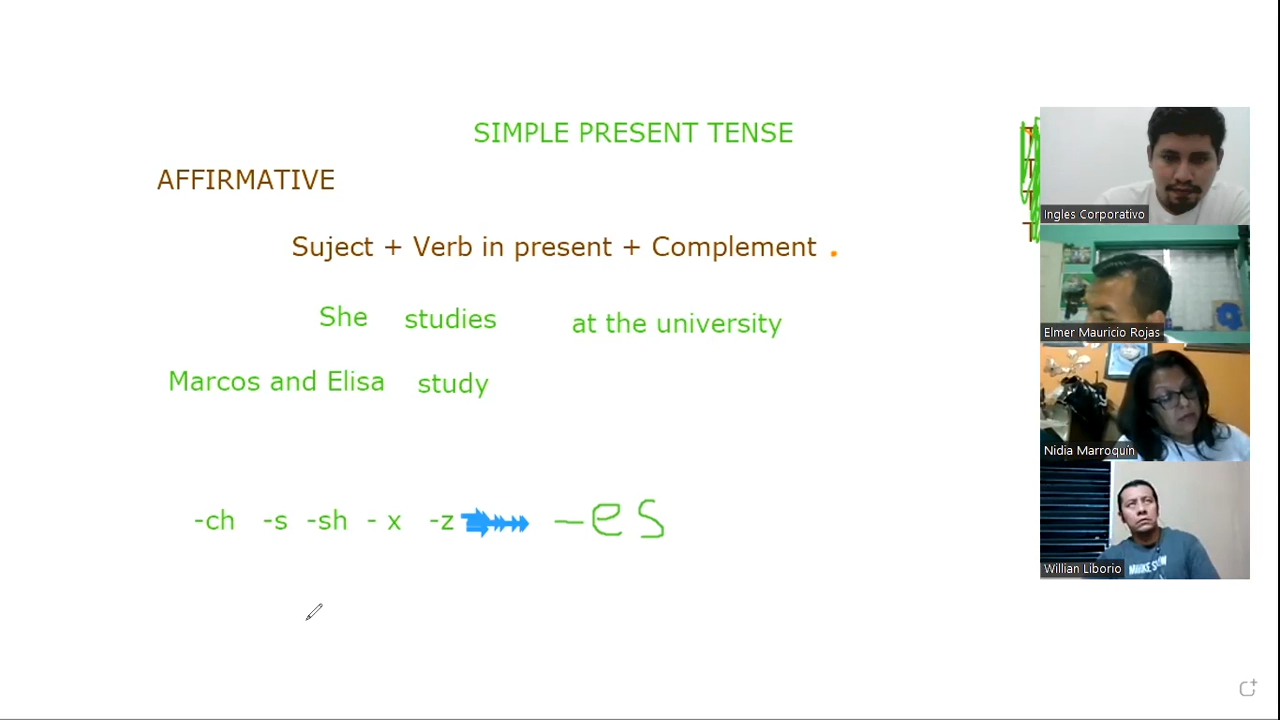 SIMPLE PRESENT TENSE
AFFIRMATIVE
Suject + Verb in present + Complement .
She studies at the university
Marcos and Elisa study
-ch -s -sh - x -z -es
Ingles Corporativo
Elmer Mauricio Rojas
Nidia Marroquín
Willian Liborio